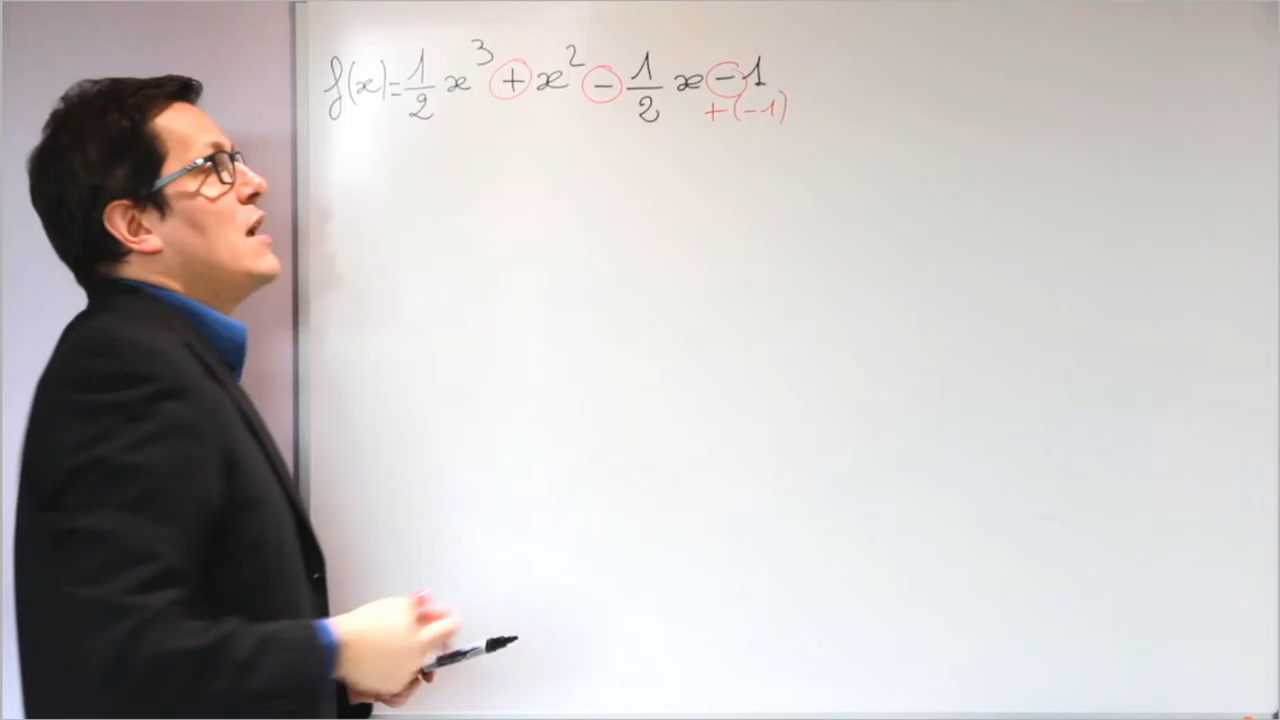 f(x)=1/2 x³ + x² - 1/2 x - 1
+(-1)